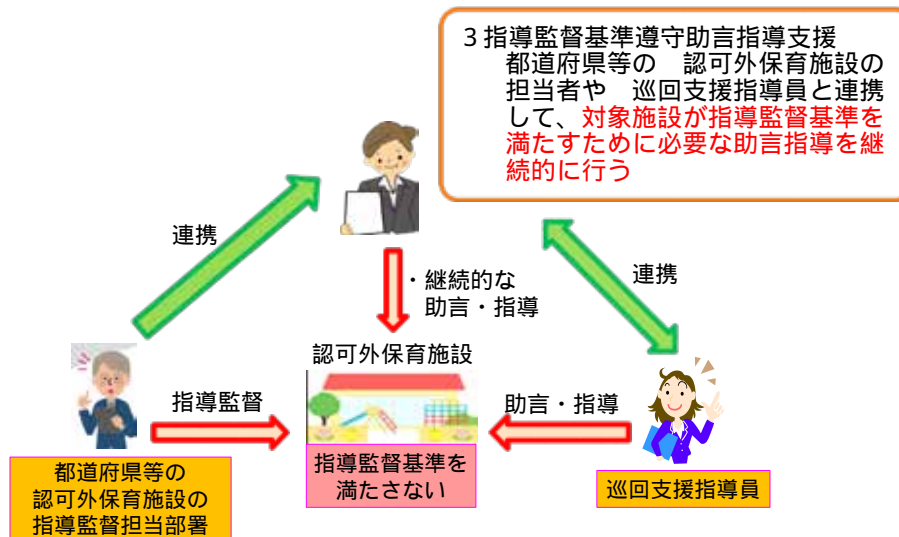 ３指導監督基準遵守助言指導支援
都道府県等の　認可外保育施設の
担当者や　巡回支援指導員と連携
して、対象施設が指導監督基準を
満たすために必要な助言指導を継
続的に行う
連携
・継続的な
助言・指導
連携
認可外保育施設
指導監督
助言・指導
指導監督基準を
満たさない
都道府県等の
認可外保育施設の
指導監督担当部署
巡回支援指導員